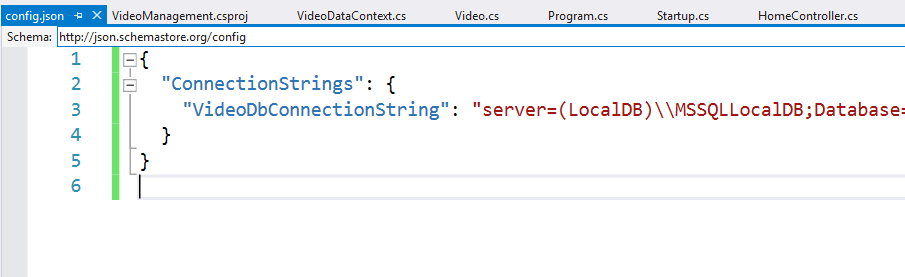 config.json VideoManagement.csproj VideoDataContext.cs Video.cs Program.cs Startup.cs HomeController.cs
Schema: http://json.schemastore.org/config
1 {
2 "ConnectionStrings": {
3 "VideoDbConnectionString": "server=(LocalDB)\\MSSQLLocalDB;Database=
4 }
5 }
6